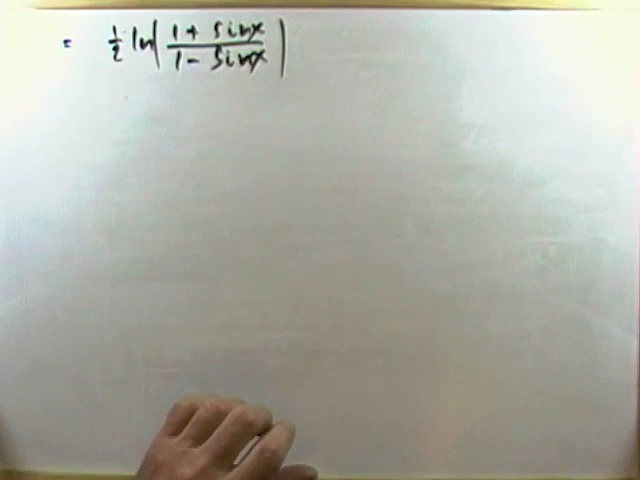 = 1/2 ln| (1 + sinx)/(1 - sinx) |